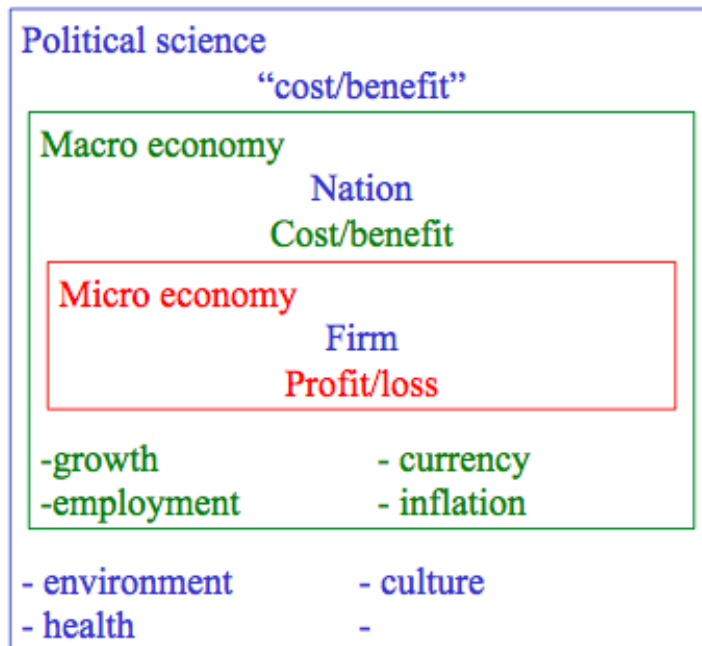 Political science
“cost/benefit”
Macro economy
Nation
Cost/benefit
Micro economy
Firm
Profit/loss
-growth - currency
-employment - inflation
- environment - culture
- health -